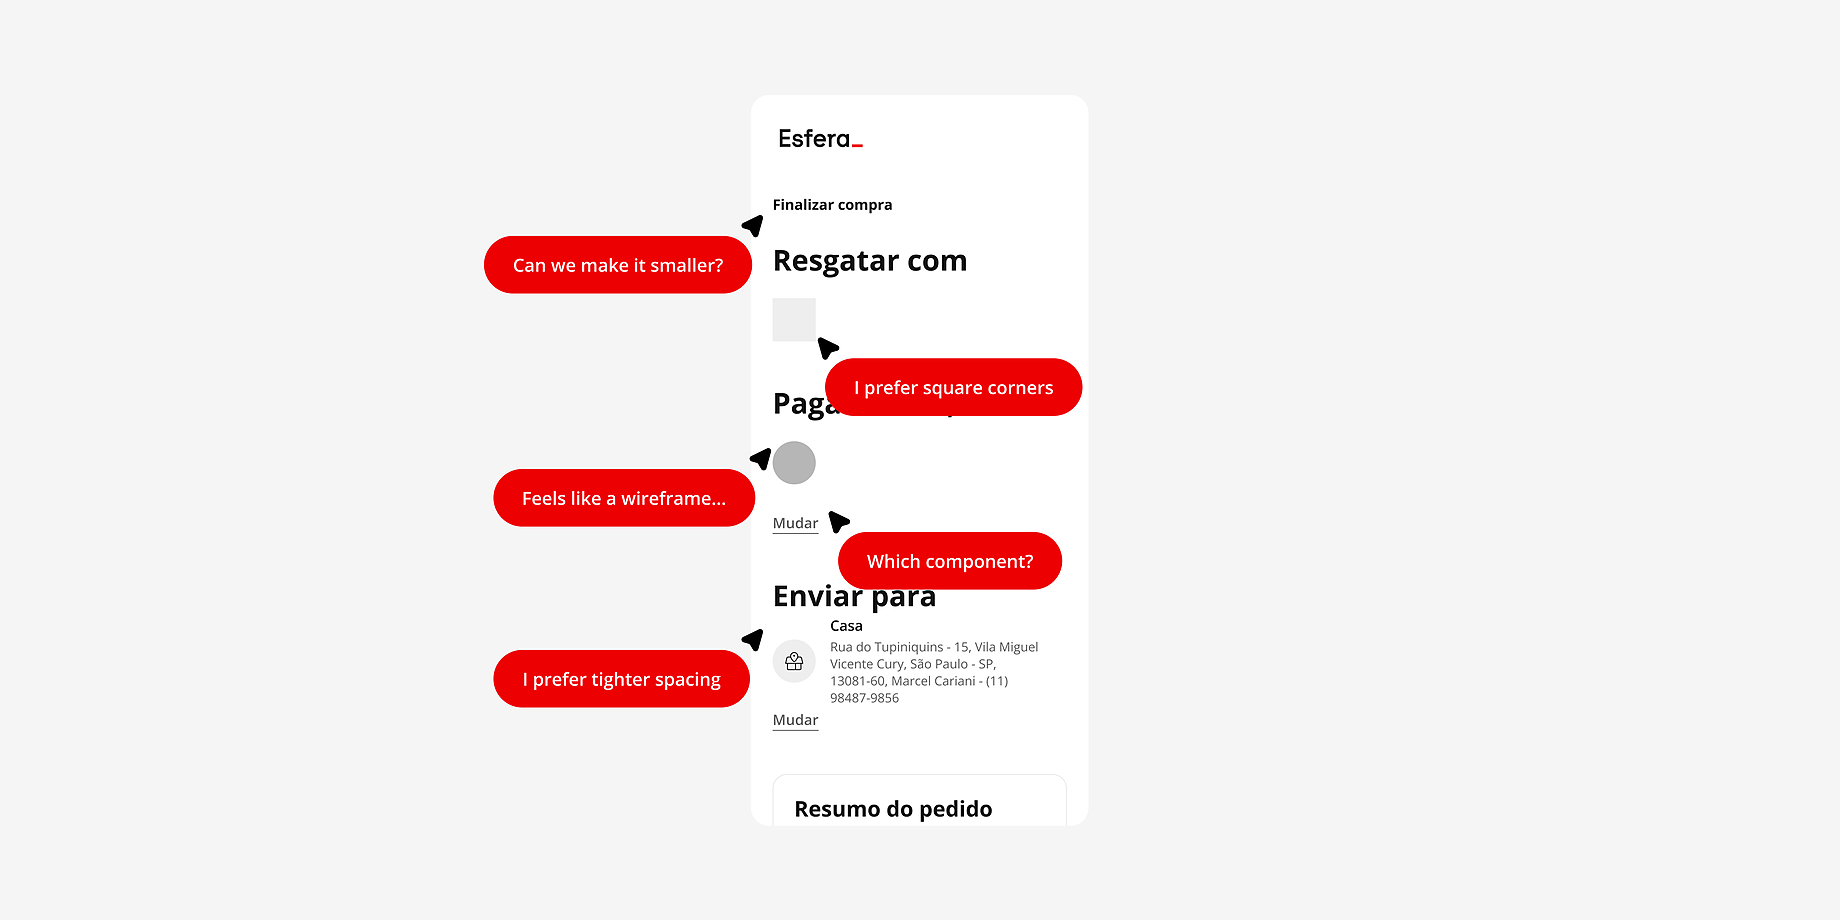 Esfera_
Finalizar compra
Can we make it smaller?
Resgatar com
I prefer square corners
Feels like a wireframe...
Mudar
Which component?
Enviar para
Casa
Rua do Tupiniquins - 15, Vila Miguel
Vicente Cury, São Paulo - SP,
13081-60, Marcel Cariani - (11)
98487-9856
I prefer tighter spacing
Mudar
Resumo do pedido